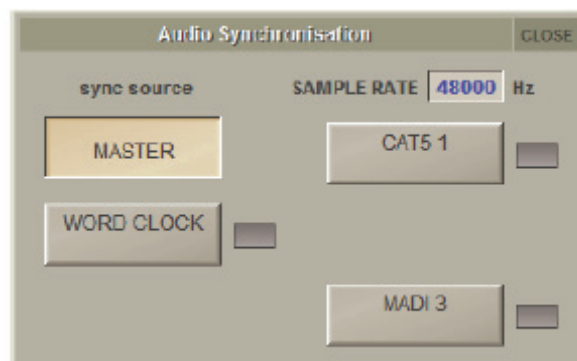 Audio Synchronisation CLOSE
sync source SAMPLE RATE 48000 Hz
MASTER CAT5 1
WORD CLOCK
MADI 3